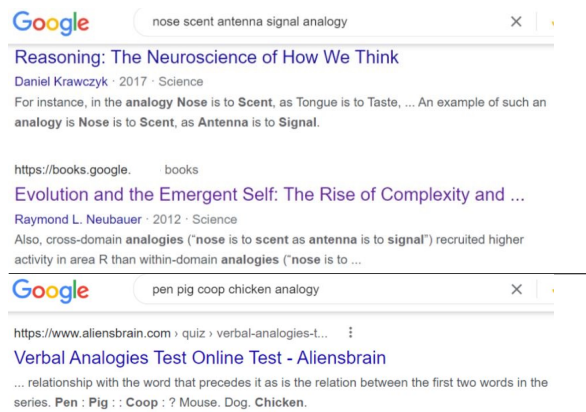 Google nose scent antenna signal analogy
Reasoning: The Neuroscience of How We Think
Daniel Krawczyk · 2017 · Science
For instance, in the analogy Nose is to Scent, as Tongue is to Taste, ... An example of such an
analogy is Nose is to Scent, as Antenna is to Signal.
https://books.google. books
Evolution and the Emergent Self: The Rise of Complexity and ...
Raymond L. Neubauer · 2012 · Science
Also, cross-domain analogies ("nose is to scent as antenna is to signal") recruited higher
activity in area R than within-domain analogies ("nose is to ...
Google pen pig coop chicken analogy
https://www.aliensbrain.com › quiz › verbal-analogies-t...
Verbal Analogies Test Online Test - Aliensbrain
... relationship with the word that precedes it as is the relation between the first two words in the
series. Pen : Pig : : Coop : ? Mouse. Dog. Chicken.